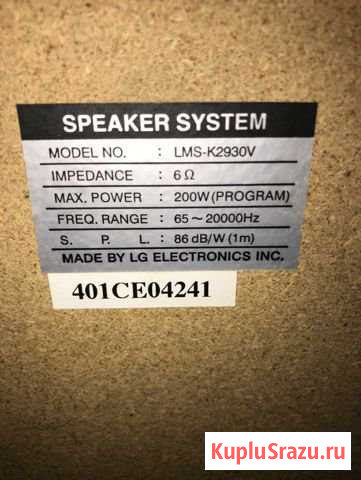 SPEAKER SYSTEM
MODEL NO. : LMS-K2930V
IMPEDANCE : 6 Ω
MAX. POWER : 200W (PROGRAM)
FREQ. RANGE : 65～20000Hz
S. P. L. : 86 dB/W (1m)
MADE BY LG ELECTRONICS INC.
401CE04241
KupluSrazu.ru